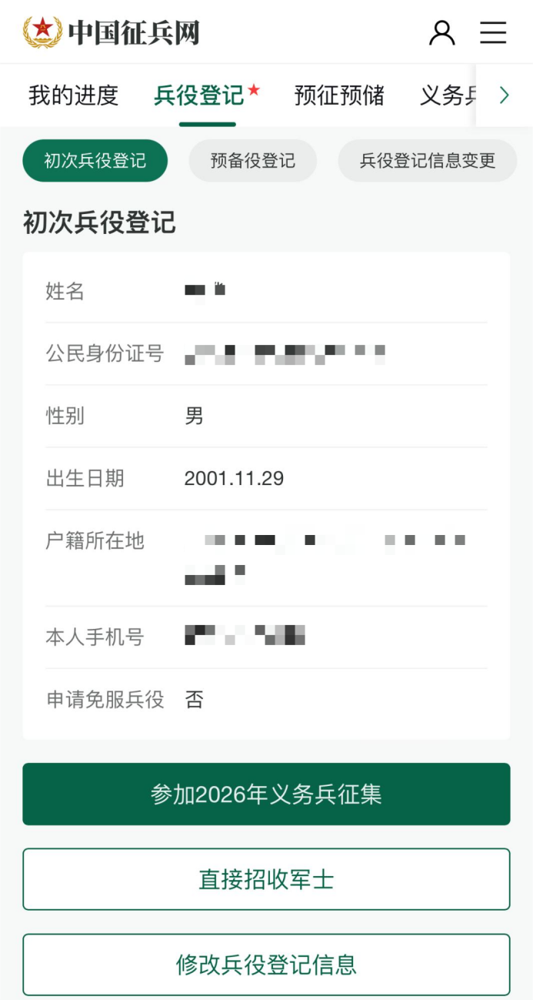 中国征兵网
我的进度 兵役登记 预征预储 义务兵
初次兵役登记 预备役登记 兵役登记信息变更
初次兵役登记
姓名
公民身份证号
性别 男
出生日期 2001.11.29
户籍所在地
本人手机号
申请免服兵役 否
参加2026年义务兵征集
直接招收军士
修改兵役登记信息